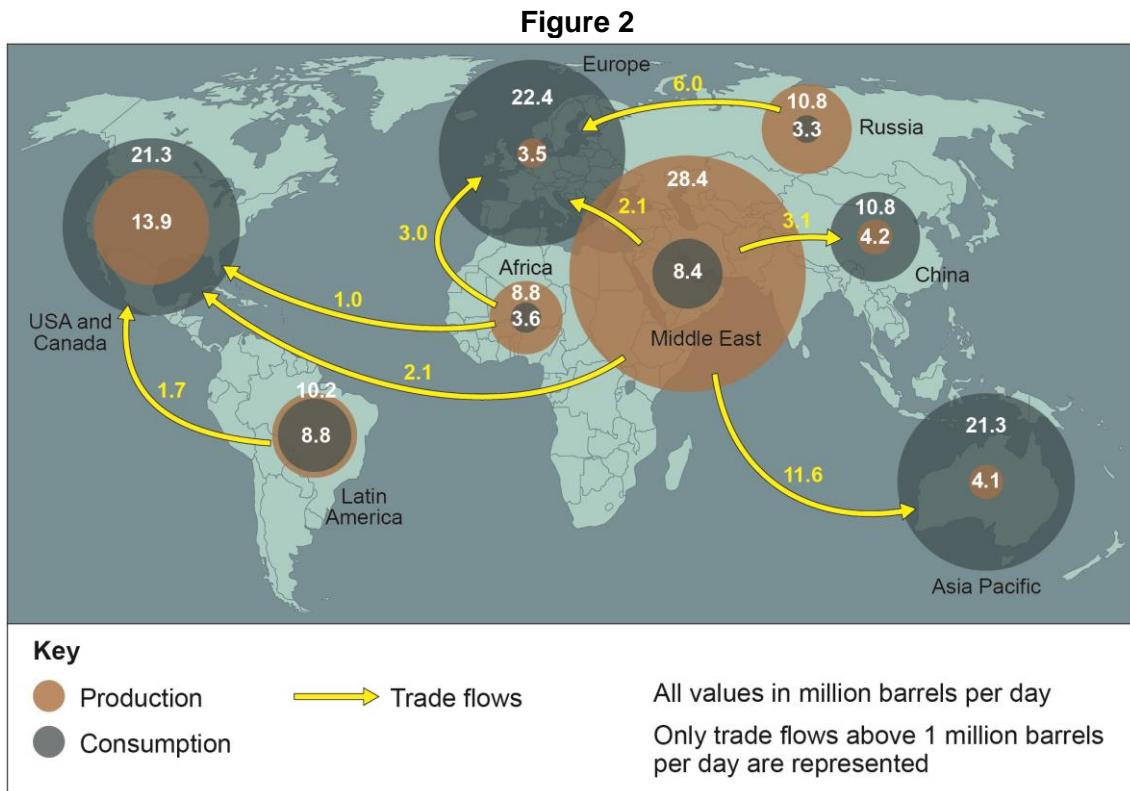 Figure 2
Europe
22.4
3.5
6.0
10.8
3.3
Russia
21.3
13.9
USA and
Canada
28.4
8.4
Middle East
2.1
3.1
10.8
4.2
China
3.0
Africa
8.8
3.6
1.0
2.1
1.7
10.2
8.8
Latin
America
11.6
21.3
4.1
Asia Pacific
Key
Production
Consumption
Trade flows
All values in million barrels per day
Only trade flows above 1 million barrels
per day are represented